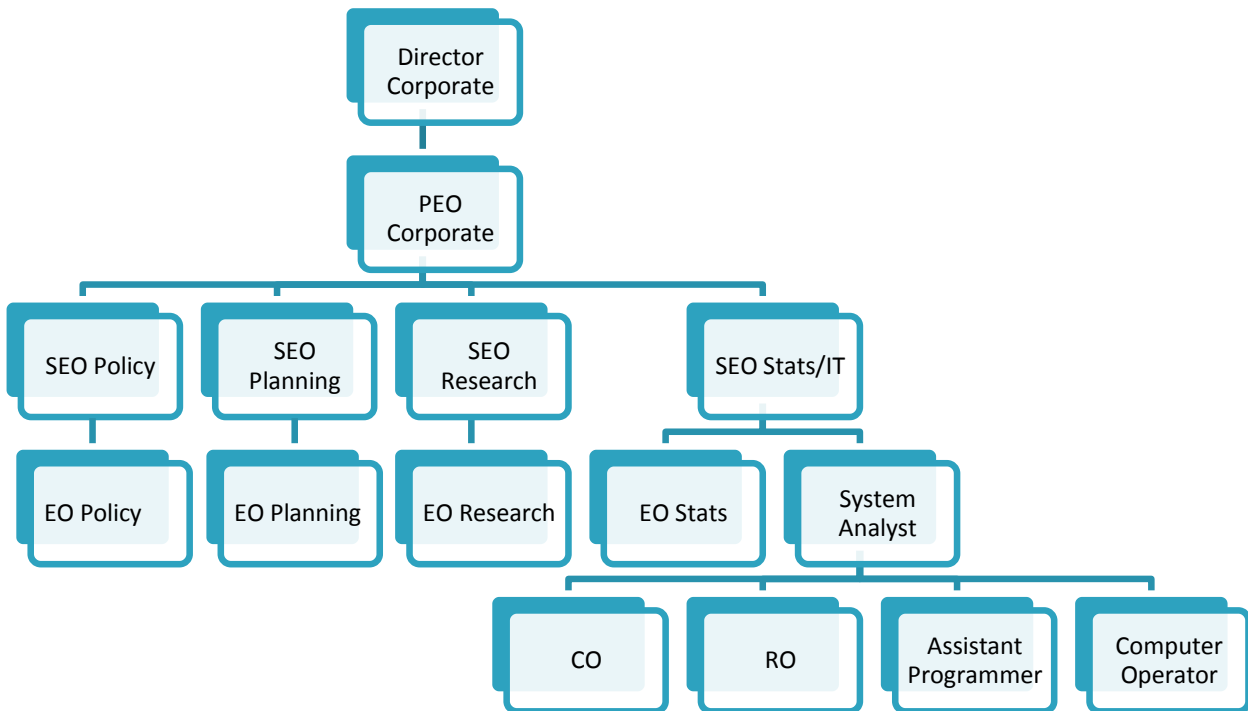 Director
Corporate
PEO
Corporate
SEO Policy
SEO
Planning
SEO
Research
SEO Stats/IT
EO Policy
EO Planning
EO Research
EO Stats
System
Analyst
CO
RO
Assistant
Programmer
Computer
Operator